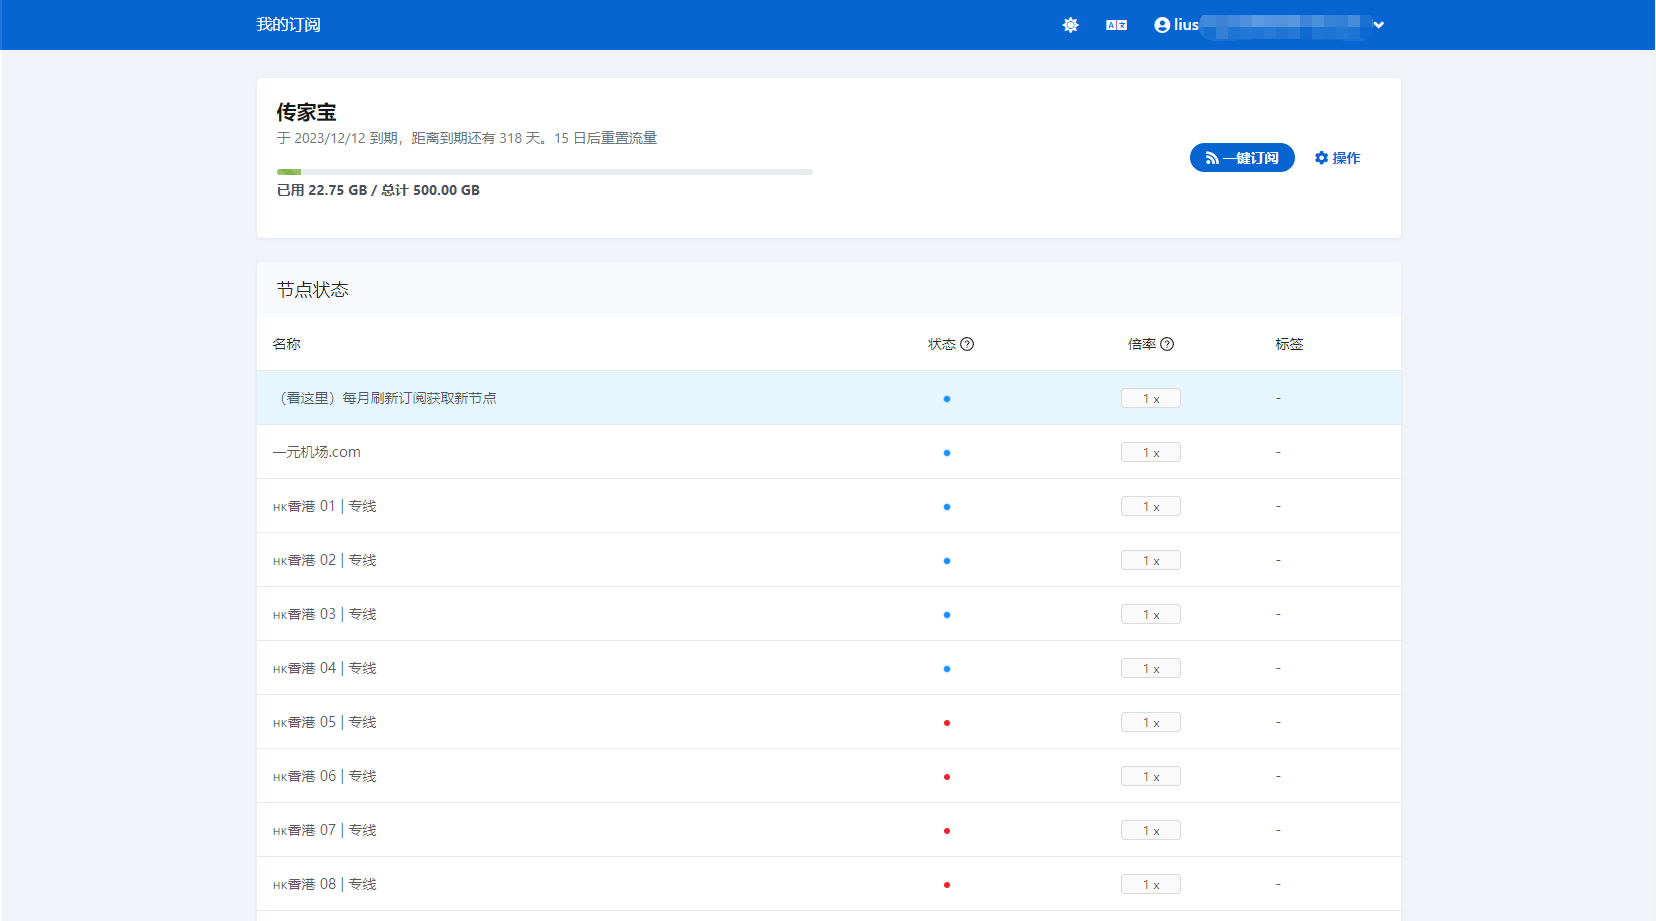 我的订阅
lius
传家宝
于 2023/12/12 到期，距离到期还有 318 天。15 日后重置流量
已用 22.75 GB / 总计 500.00 GB
一键订阅
操作
节点状态
名称 状态 倍率 标签
（看这里）每月刷新订阅获取新节点 1 x -
一元机场.com 1 x -
HK香港 01 | 专线 1 x -
HK香港 02 | 专线 1 x -
HK香港 03 | 专线 1 x -
HK香港 04 | 专线 1 x -
HK香港 05 | 专线 1 x -
HK香港 06 | 专线 1 x -
HK香港 07 | 专线 1 x -
HK香港 08 | 专线 1 x -